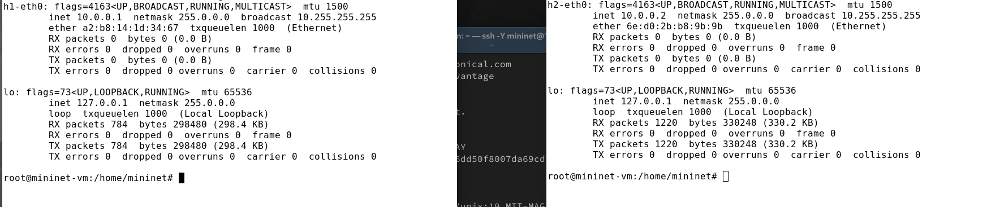 h1-eth0: flags=4163<UP,BROADCAST,RUNNING,MULTICAST>  mtu 1500
        inet 10.0.0.1  netmask 255.0.0.0  broadcast 10.255.255.255
        ether a2:b8:14:1d:34:67  txqueuelen 1000  (Ethernet)
        RX packets 0  bytes 0 (0.0 B)
        RX errors 0  dropped 0  overruns 0  frame 0
        TX packets 0  bytes 0 (0.0 B)
        TX errors 0  dropped 0 overruns 0  carrier 0  collisions 0
lo: flags=73<UP,LOOPBACK,RUNNING>  mtu 65536
        inet 127.0.0.1  netmask 255.0.0.0
        loop  txqueuelen 1000  (Local Loopback)
        RX packets 784  bytes 298480 (298.4 KB)
        RX errors 0  dropped 0  overruns 0  frame 0
        TX packets 784  bytes 298480 (298.4 KB)
        TX errors 0  dropped 0 overruns 0  carrier 0  collisions 0
root@mininet-vm:/home/mininet#
n: ~ — ssh -Y mininet@
~
onical.com
vantage
t.
AY
6dd50f8007da69cd
/unix:10 MIT-MAG
h2-eth0: flags=4163<UP,BROADCAST,RUNNING,MULTICAST>  mtu 1500
        inet 10.0.0.2  netmask 255.0.0.0  broadcast 10.255.255.255
        ether 6e:d0:2b:b8:9b:9b  txqueuelen 1000  (Ethernet)
        RX packets 0  bytes 0 (0.0 B)
        RX errors 0  dropped 0  overruns 0  frame 0
        TX packets 0  bytes 0 (0.0 B)
        TX errors 0  dropped 0 overruns 0  carrier 0  collisions 0
lo: flags=73<UP,LOOPBACK,RUNNING>  mtu 65536
        inet 127.0.0.1  netmask 255.0.0.0
        loop  txqueuelen 1000  (Local Loopback)
        RX packets 1220  bytes 330248 (330.2 KB)
        RX errors 0  dropped 0  overruns 0  frame 0
        TX packets 1220  bytes 330248 (330.2 KB)
        TX errors 0  dropped 0 overruns 0  carrier 0  collisions 0
root@mininet-vm:/home/mininet#